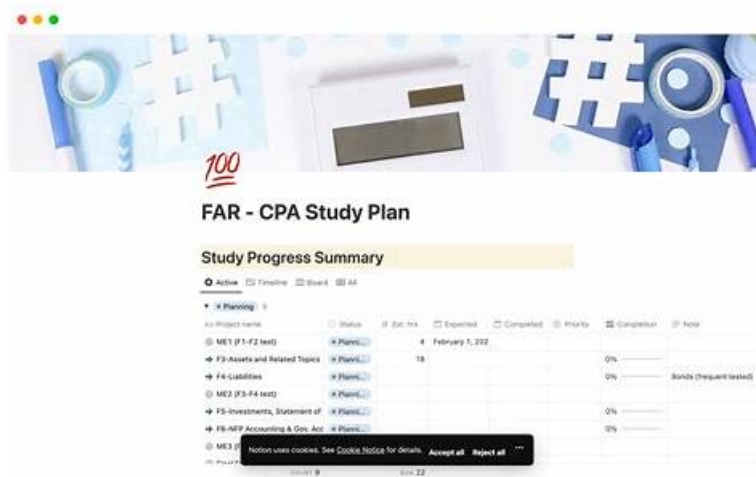 100
FAR - CPA Study Plan
Study Progress Summary
Active Timeline Board All
Planning
Project name Status # Est. hrs Expected Completed Priority Completion Note
ME1 (F1-F2 test) Planni... 4 February 1, 202
F3-Assets and Related Topics Planni... 18 0%
F4-Liabilities Planni... 0% Bonds (frequent tested)
ME2 (F3-F4 test) Planni...
F5-Investments, Statement of Planni... 0%
F8-NFP Accounting & Gov. Acc Planni... 0%
ME3
Notion uses cookies. See Cookie Notice for details. Accept all Reject all ...
COUNT 9 SUM 22